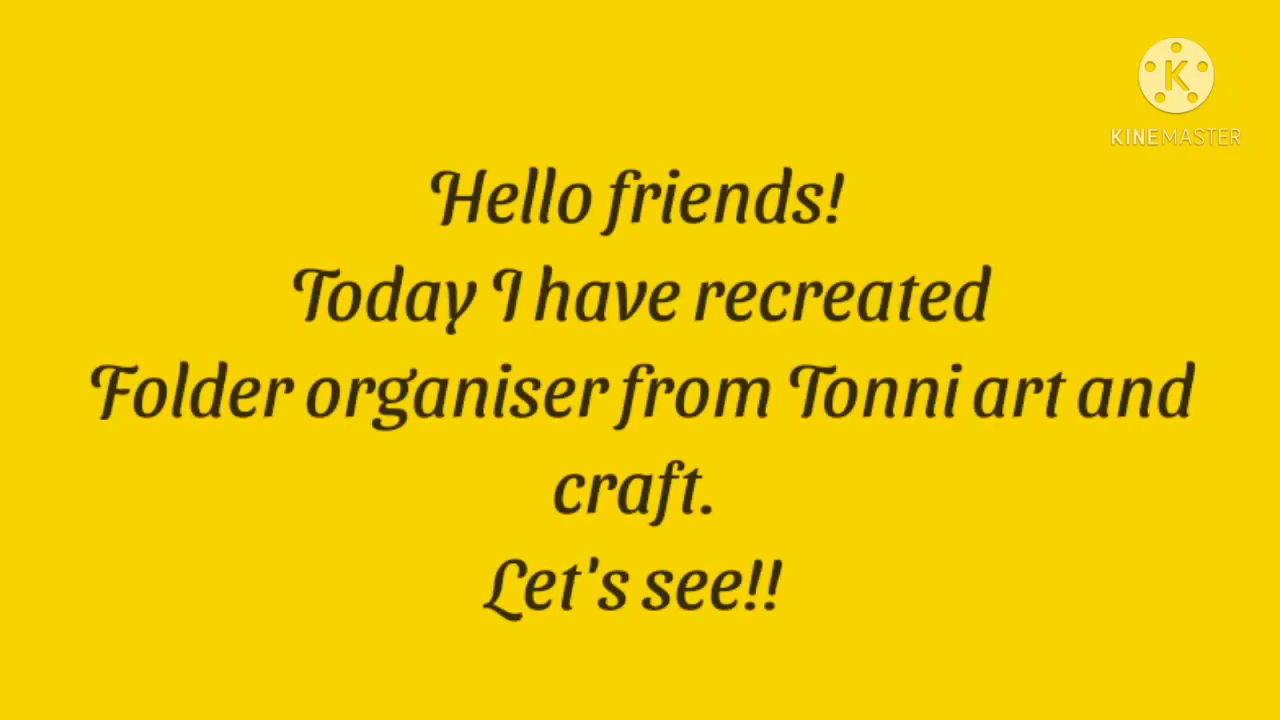 K
KINEMASTER
Hello friends!
Today I have recreated
Folder organiser from Tonni art and
craft.
Let's see!!